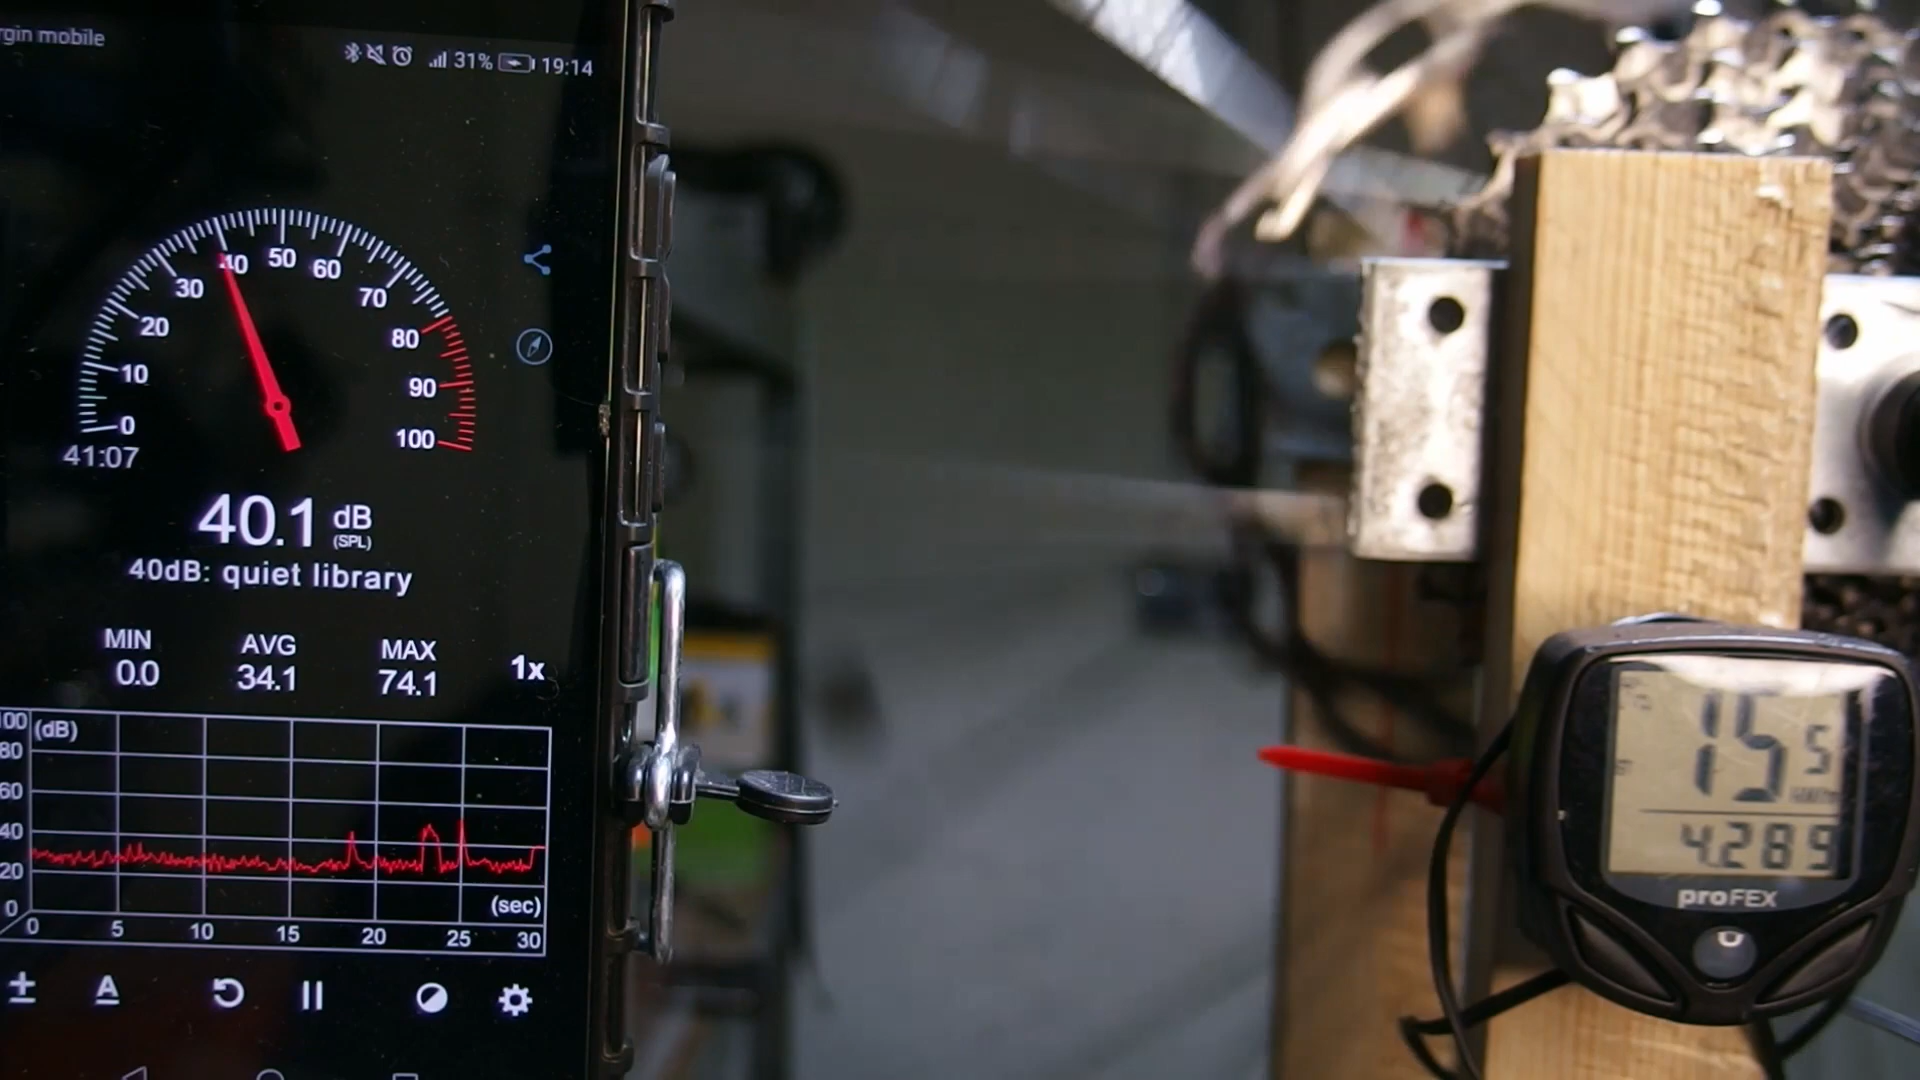 rgin mobile
31% 19:14
0
10
20
30
40
50
60
70
80
90
100
41:07
40.1 dB
(SPL)
40dB: quiet library
MIN AVG MAX
0.0 34.1 74.1
1x
(dB)
80
60
40
20
0
(sec)
0 5 10 15 20 25 30
A
15 5
4.289
proFEX